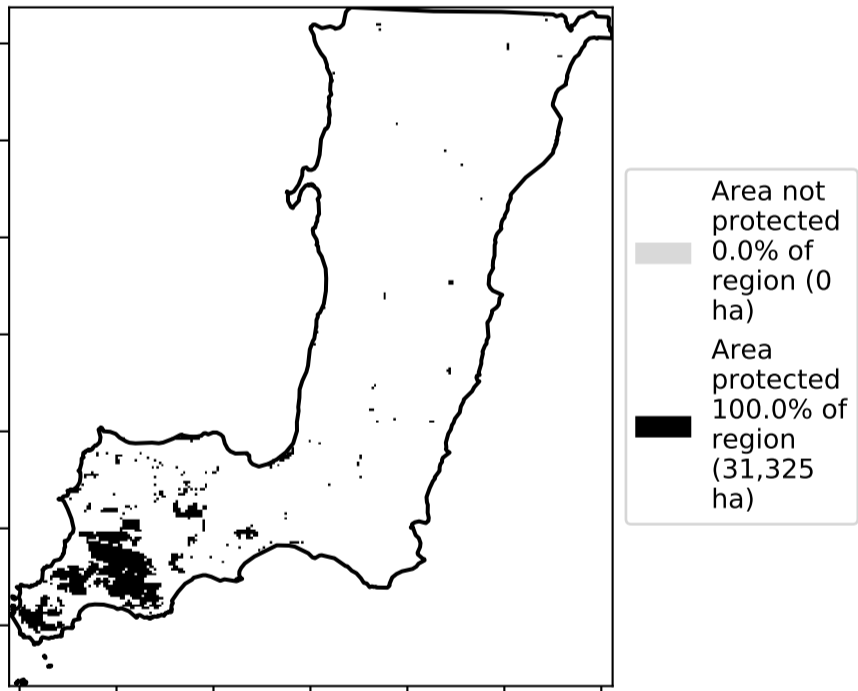 Area not
protected
0.0% of
region (0
ha)
Area
protected
100.0% of
region
(31,325
ha)